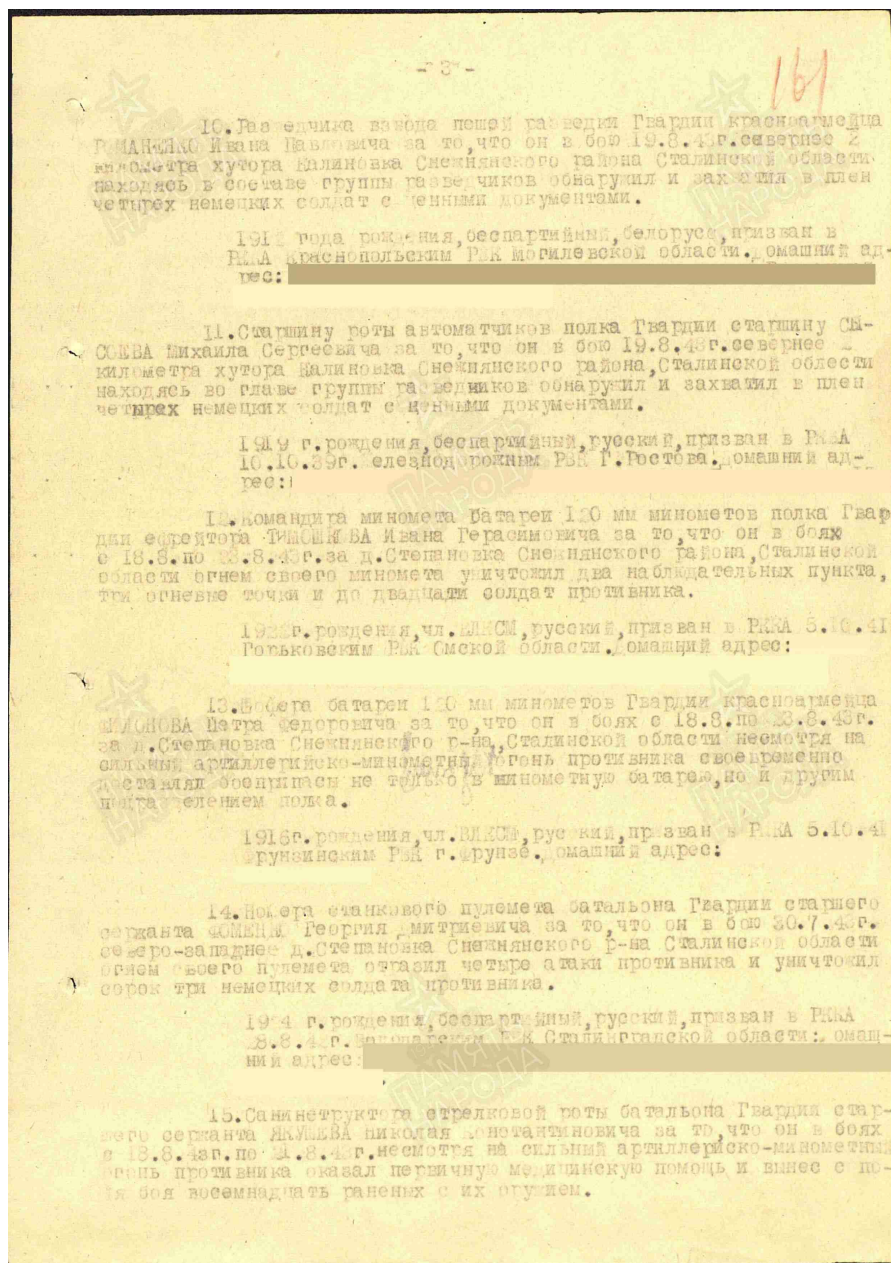 - 3 -
161
10.Разведчика взвода пешей разведки Гвардии красноармейца
РОМАНЕНКО Ивана Павловича за то,что он в бою 19.8.43г.севернее 2
километра хутора Калиновка Снежнянского района Сталинской области
находясь в составе группы разведчиков обнаружил и захватил в плен
четырех немецких солдат с ценными документами.
года рождения,беспартийный,белорус,призван в
РККА Краснопольским РВК Могилевской области.Домашний ад-
рес:
11.Старшину роты автоматчиков полка Гвардии старшину СЫ-
СОЕВА Михаила Сергеевича за то,что он в бою 19.8.43г.севернее 2
километра хутора Калиновка Снежнянского района,Сталинской области
находясь во главе группы разведчиков обнаружил и захватил в плен
четырех немецких солдат с ценными документами.
1919 г.рождения,беспартийный,русский,призван в РККА
10.10.39г. Железнодорожным РВК Г.Ростова.Домашний ад-
рес:
12.Командира миномета батареи 120 мм минометов полка Гвар
дии ефрейтора Ивана Герасимовича за то,что он в боях
с 18.8.по 23.8.43г.за д.Степановка Снежнянского района,Сталинской
области огнем своего миномета уничтожил два наблюдательных пункта,
три огневые точки и до двадцати солдат противника.
г.рождения,чл.ВЛКСМ,русский,призван в РККА 5.10.41
Горьковским РВК Омской области.Домашний адрес:
13.Шофера батареи 120 мм минометов Гвардии красноармейца
Петра Федоровича за то,что он в боях с 18.8.по 23.8.43г.
за д.Степановка Снежнянского р-на,Сталинской области несмотря на
сильный артиллерийско-минометный огонь противника своевременно
доставлял боеприпасы не только в минометную батарею,но и другим
подразделением полка.
1916г.рождения,чл.ВЛКСМ,русский,призван в РККА 5.10.41
Фрунзинским РВК г.Фрунзе.Домашний адрес:
14.Номера станкового пулемета батальона Гвардии старшего
сержанта Георгия Дмитриевича за то,что он в бою 30.7.43г.
северо-западнее д.Степановка Снежнянского р-на Сталинской области
огнем своего пулемета отразил четыре атаки противника и уничтожил
сорок три немецких солдата противника.
г.рождения,беспартийный,русский,призван в РККА
РВК Сталинградской области.Домаш-
ний адрес:
15.Санинструктора стрелковой роты батальона Гвардии стар-
шего сержанта ЯКУШЕВА Николая Константиновича за то,что он в боях
с 18.8.43г.по 21.8.43г.несмотря на сильный артиллериско-минометный
огонь противника оказал первичную медицинскую помощь и вынес с по-
ля боя восемнадцать раненых с их оружием.